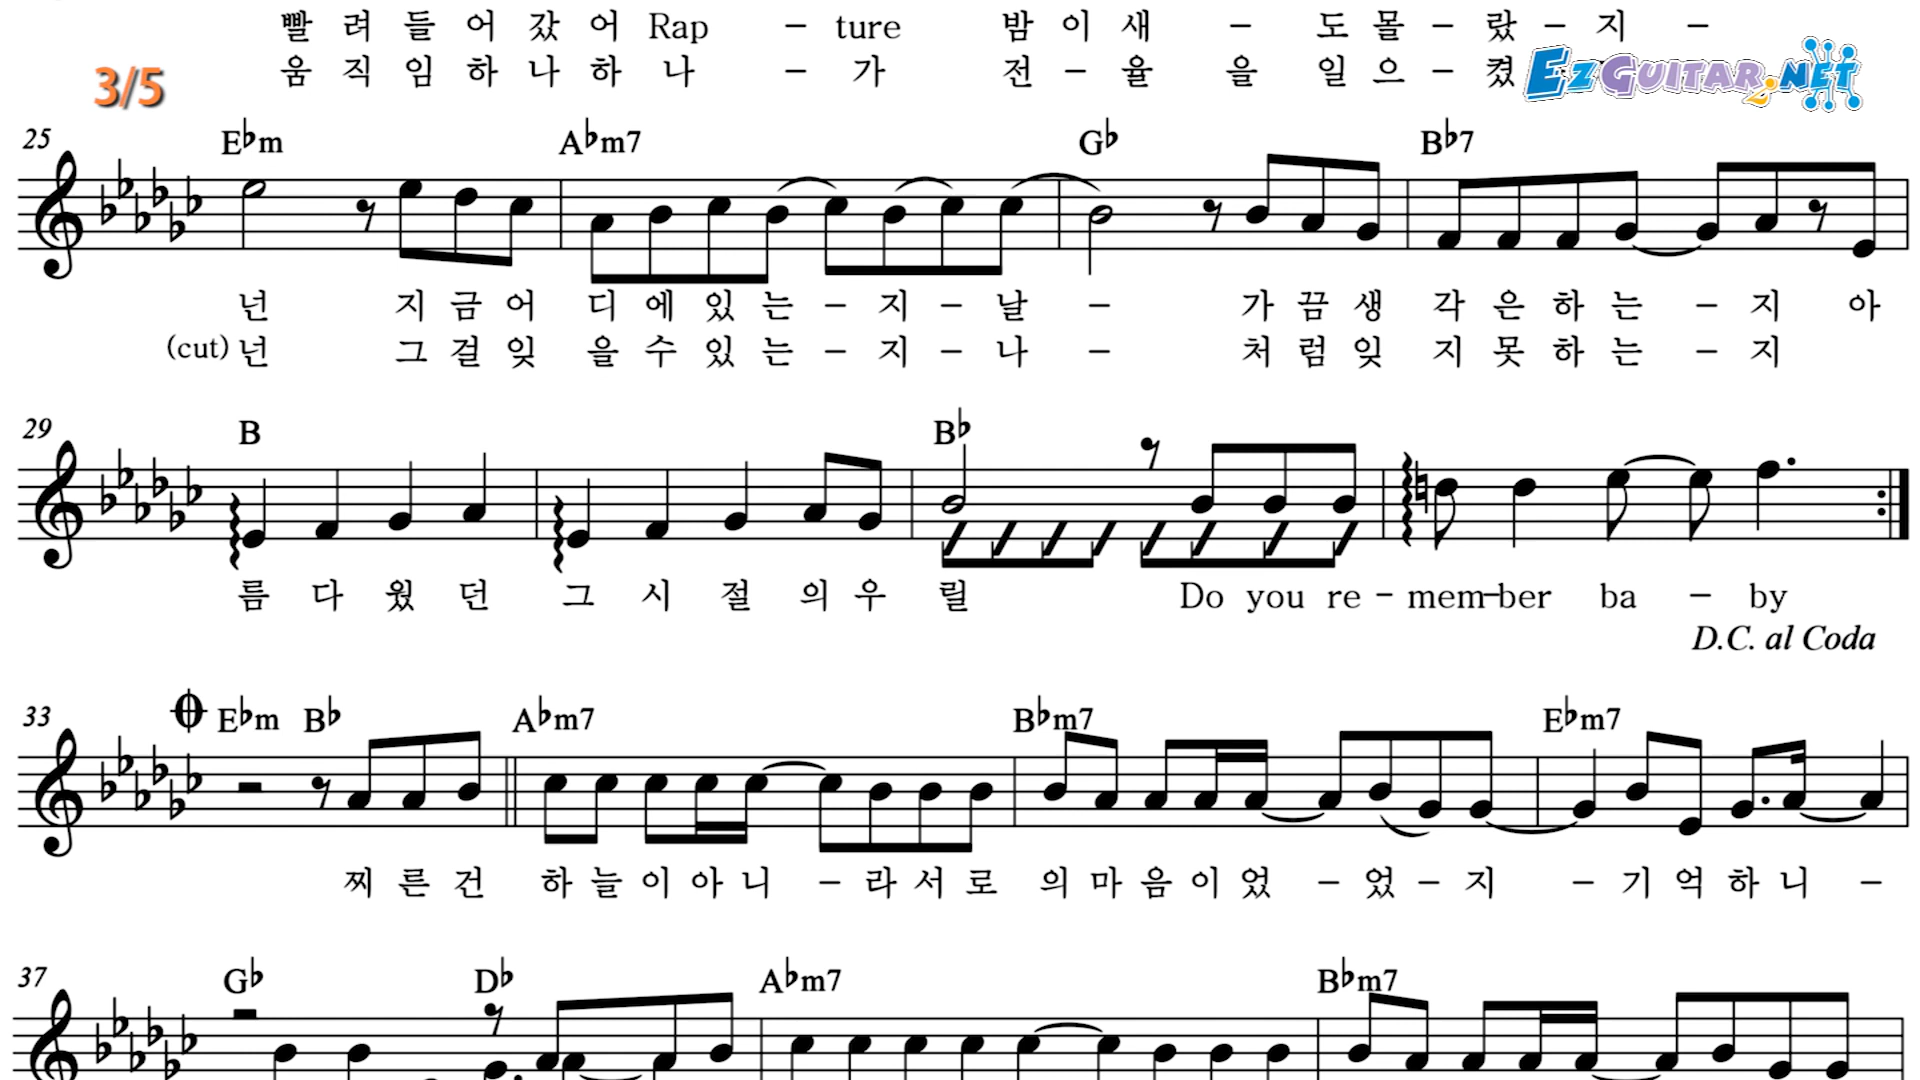 빨 려 들 어 갔 어 Rap - ture 밤 이 새 - 도 몰 - 랐 - 지 -
움 직 임 하 나 하 나 - 가 전 - 율 을 일 으 - 켰
EZGUITAR2.NET
3/5
25 E♭m A♭m7 G♭ B♭7
넌 지 금 어 디 에 있 는 - 지 - 날 - 가 끔 생 각 은 하 는 - 지 아
(cut) 넌 그 걸 잊 을 수 있 는 - 지 - 나 - 처 럼 잊 지 못 하 는 - 지
29 B B♭
름 다 웠 던 그 시 절 의 우 릴 Do you re - mem-ber ba - by
D.C. al Coda
33 E♭m B♭ A♭m7 B♭m7 E♭m7
찌 른 건 하 늘 이 아 니 - 라 서 로 의 마 음 이 었 - 었 - 지 - 기 억 하 니 -
37 G♭ D♭ A♭m7 B♭m7